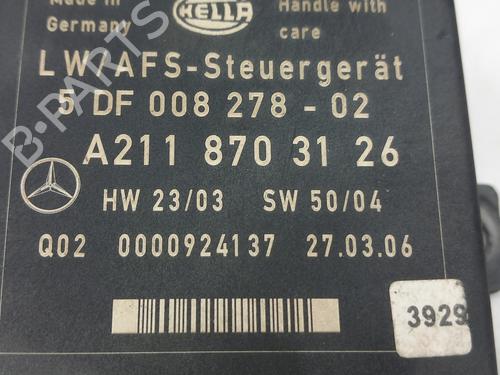 Made in
Germany
HELLA
Handle with
care
LW/AFS-Steuergerät
5 DF 008 278 - 02
A211 870 31 26
HW 23/03 SW 50/04
Q02 0000924137 27.03.06
3929
B-PARTS